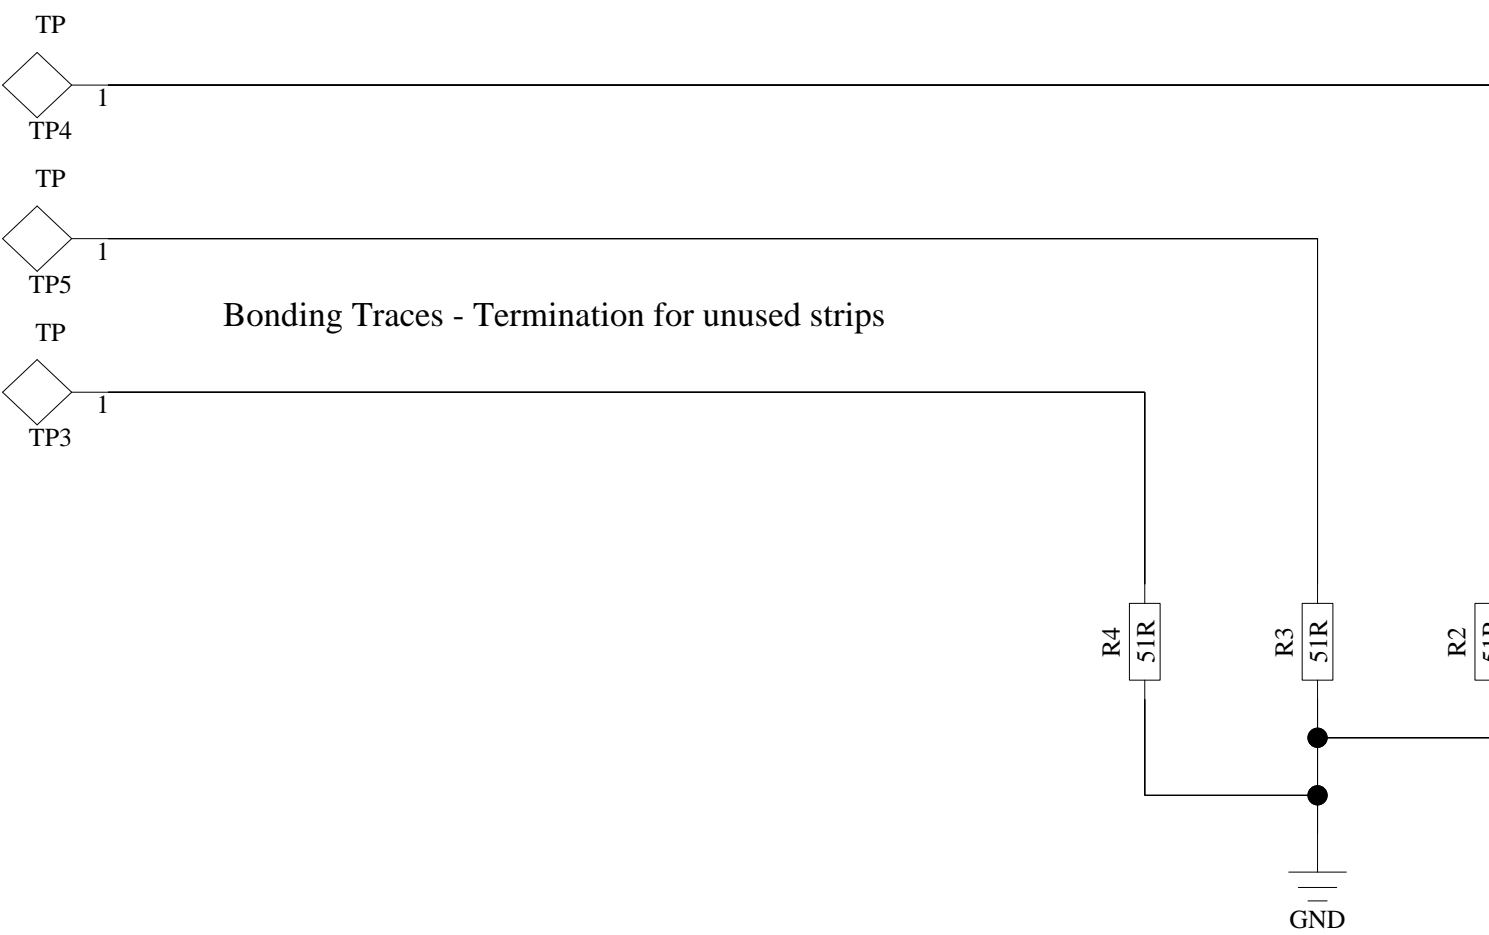 TP
1
TP4
TP
1
TP5
Bonding Traces - Termination for unused strips
TP
1
TP3
R4
51R
R3
51R
R2
GND